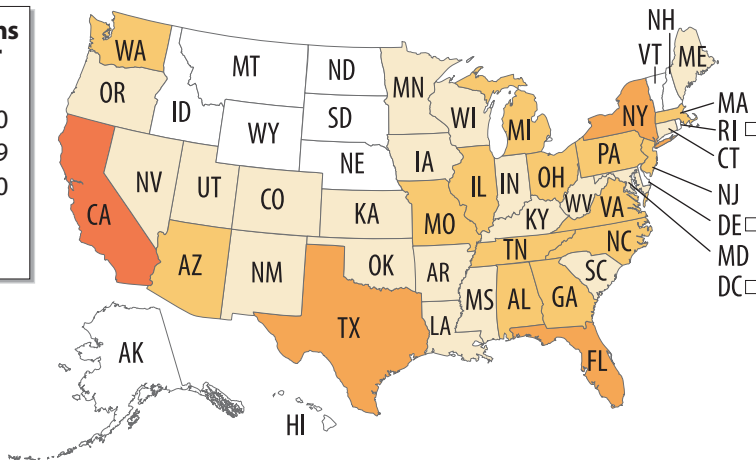 ns
0
9
0
WA
OR
MT
ID
ND
MN
SD
WY
WI
MI
NH
VT
ME
NY
MA
RI
CT
NJ
DE
MD
DC
PA
NE
IA
NV
UT
CO
IL
IN
OH
WV
VA
CA
KA
MO
KY
NC
TN
SC
AZ
NM
OK
AR
MS
AL
GA
LA
TX
FL
AK
HI